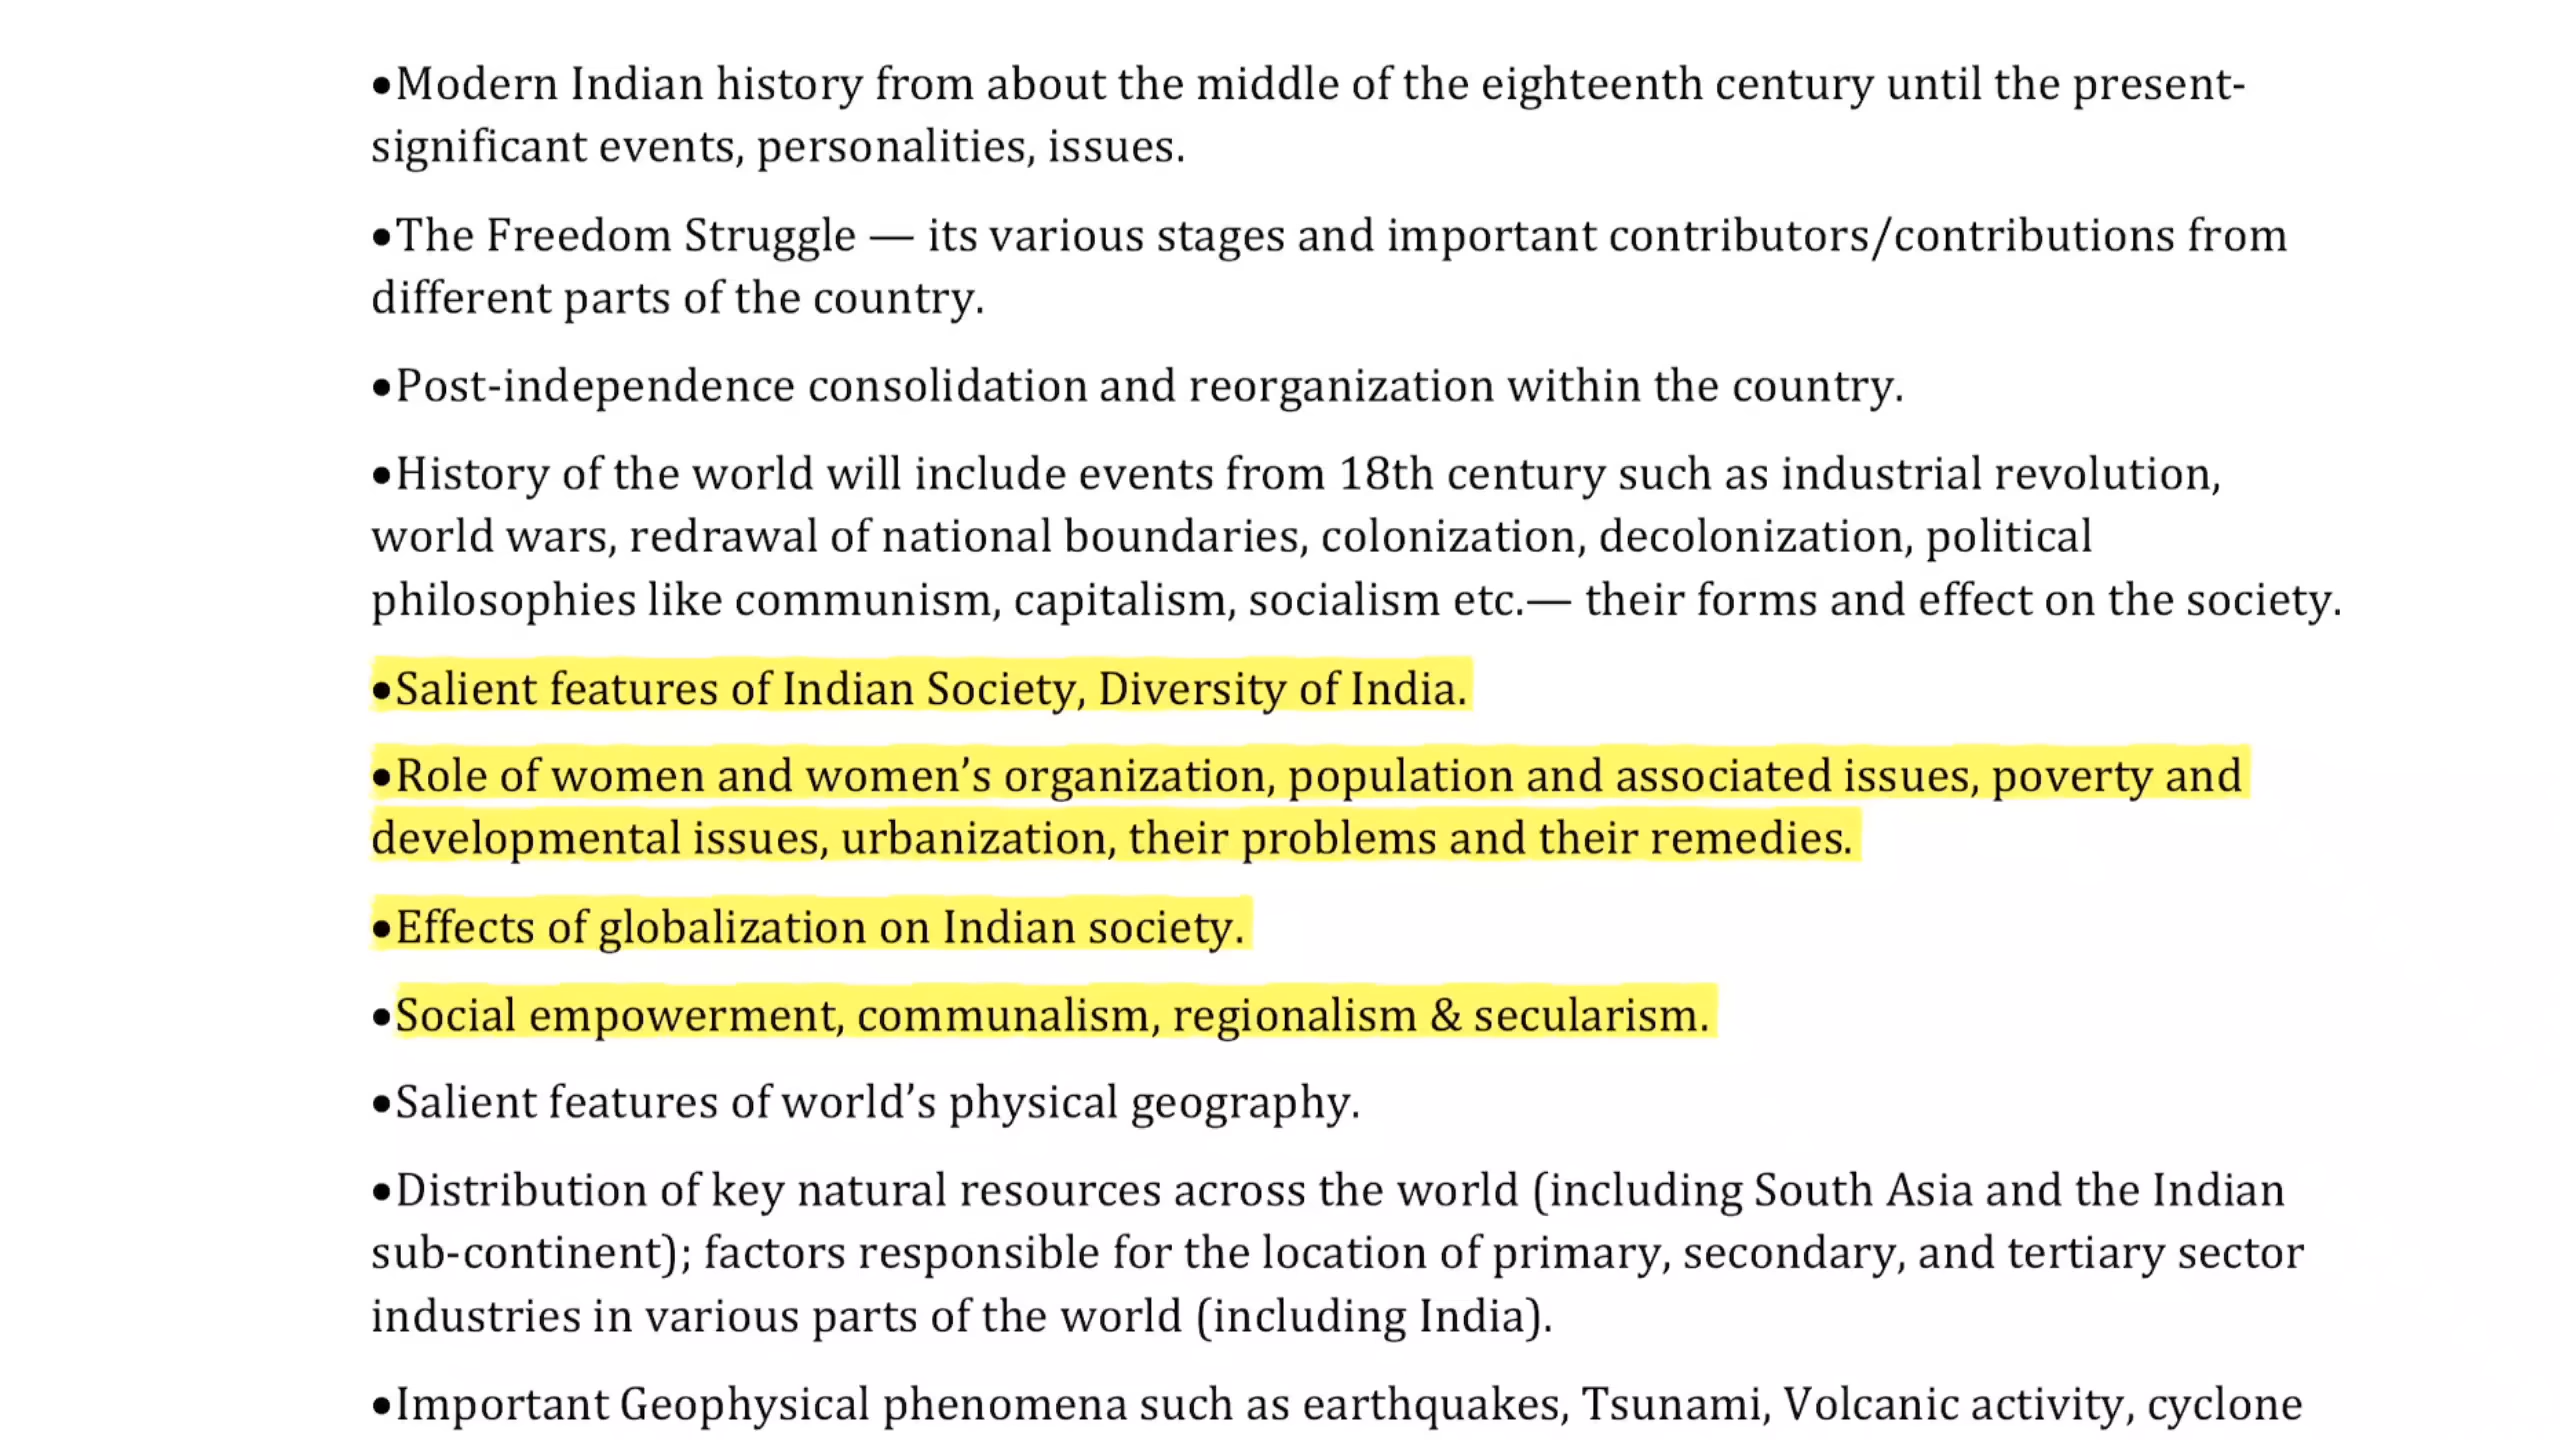 •Modern Indian history from about the middle of the eighteenth century until the present-
significant events, personalities, issues.
•The Freedom Struggle — its various stages and important contributors/contributions from
different parts of the country.
•Post-independence consolidation and reorganization within the country.
•History of the world will include events from 18th century such as industrial revolution,
world wars, redrawal of national boundaries, colonization, decolonization, political
philosophies like communism, capitalism, socialism etc.— their forms and effect on the society.
•Salient features of Indian Society, Diversity of India.
•Role of women and women’s organization, population and associated issues, poverty and
developmental issues, urbanization, their problems and their remedies.
•Effects of globalization on Indian society.
•Social empowerment, communalism, regionalism & secularism.
•Salient features of world’s physical geography.
•Distribution of key natural resources across the world (including South Asia and the Indian
sub-continent); factors responsible for the location of primary, secondary, and tertiary sector
industries in various parts of the world (including India).
•Important Geophysical phenomena such as earthquakes, Tsunami, Volcanic activity, cyclone